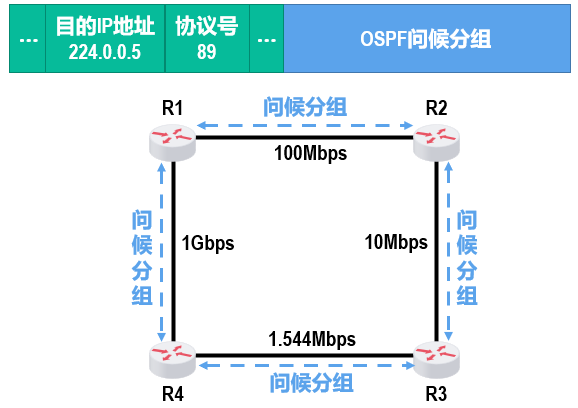 ...
目的IP地址
224.0.0.5
协议号
89
...
OSPF问候分组
R1
问候分组
R2
100Mbps
问候分组
1Gbps
10Mbps
问候分组
1.544Mbps
R4
问候分组
R3